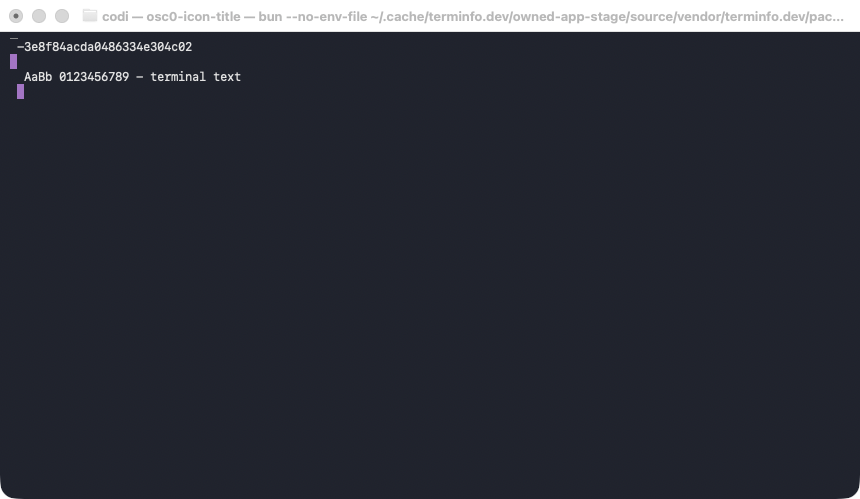 codi — osc0-icon-title — bun --no-env-file ~/.cache/terminfo.dev/owned-app-stage/source/vendor/terminfo.dev/pac...
-3e8f84acda0486334e304c02
AaBb 0123456789 — terminal text